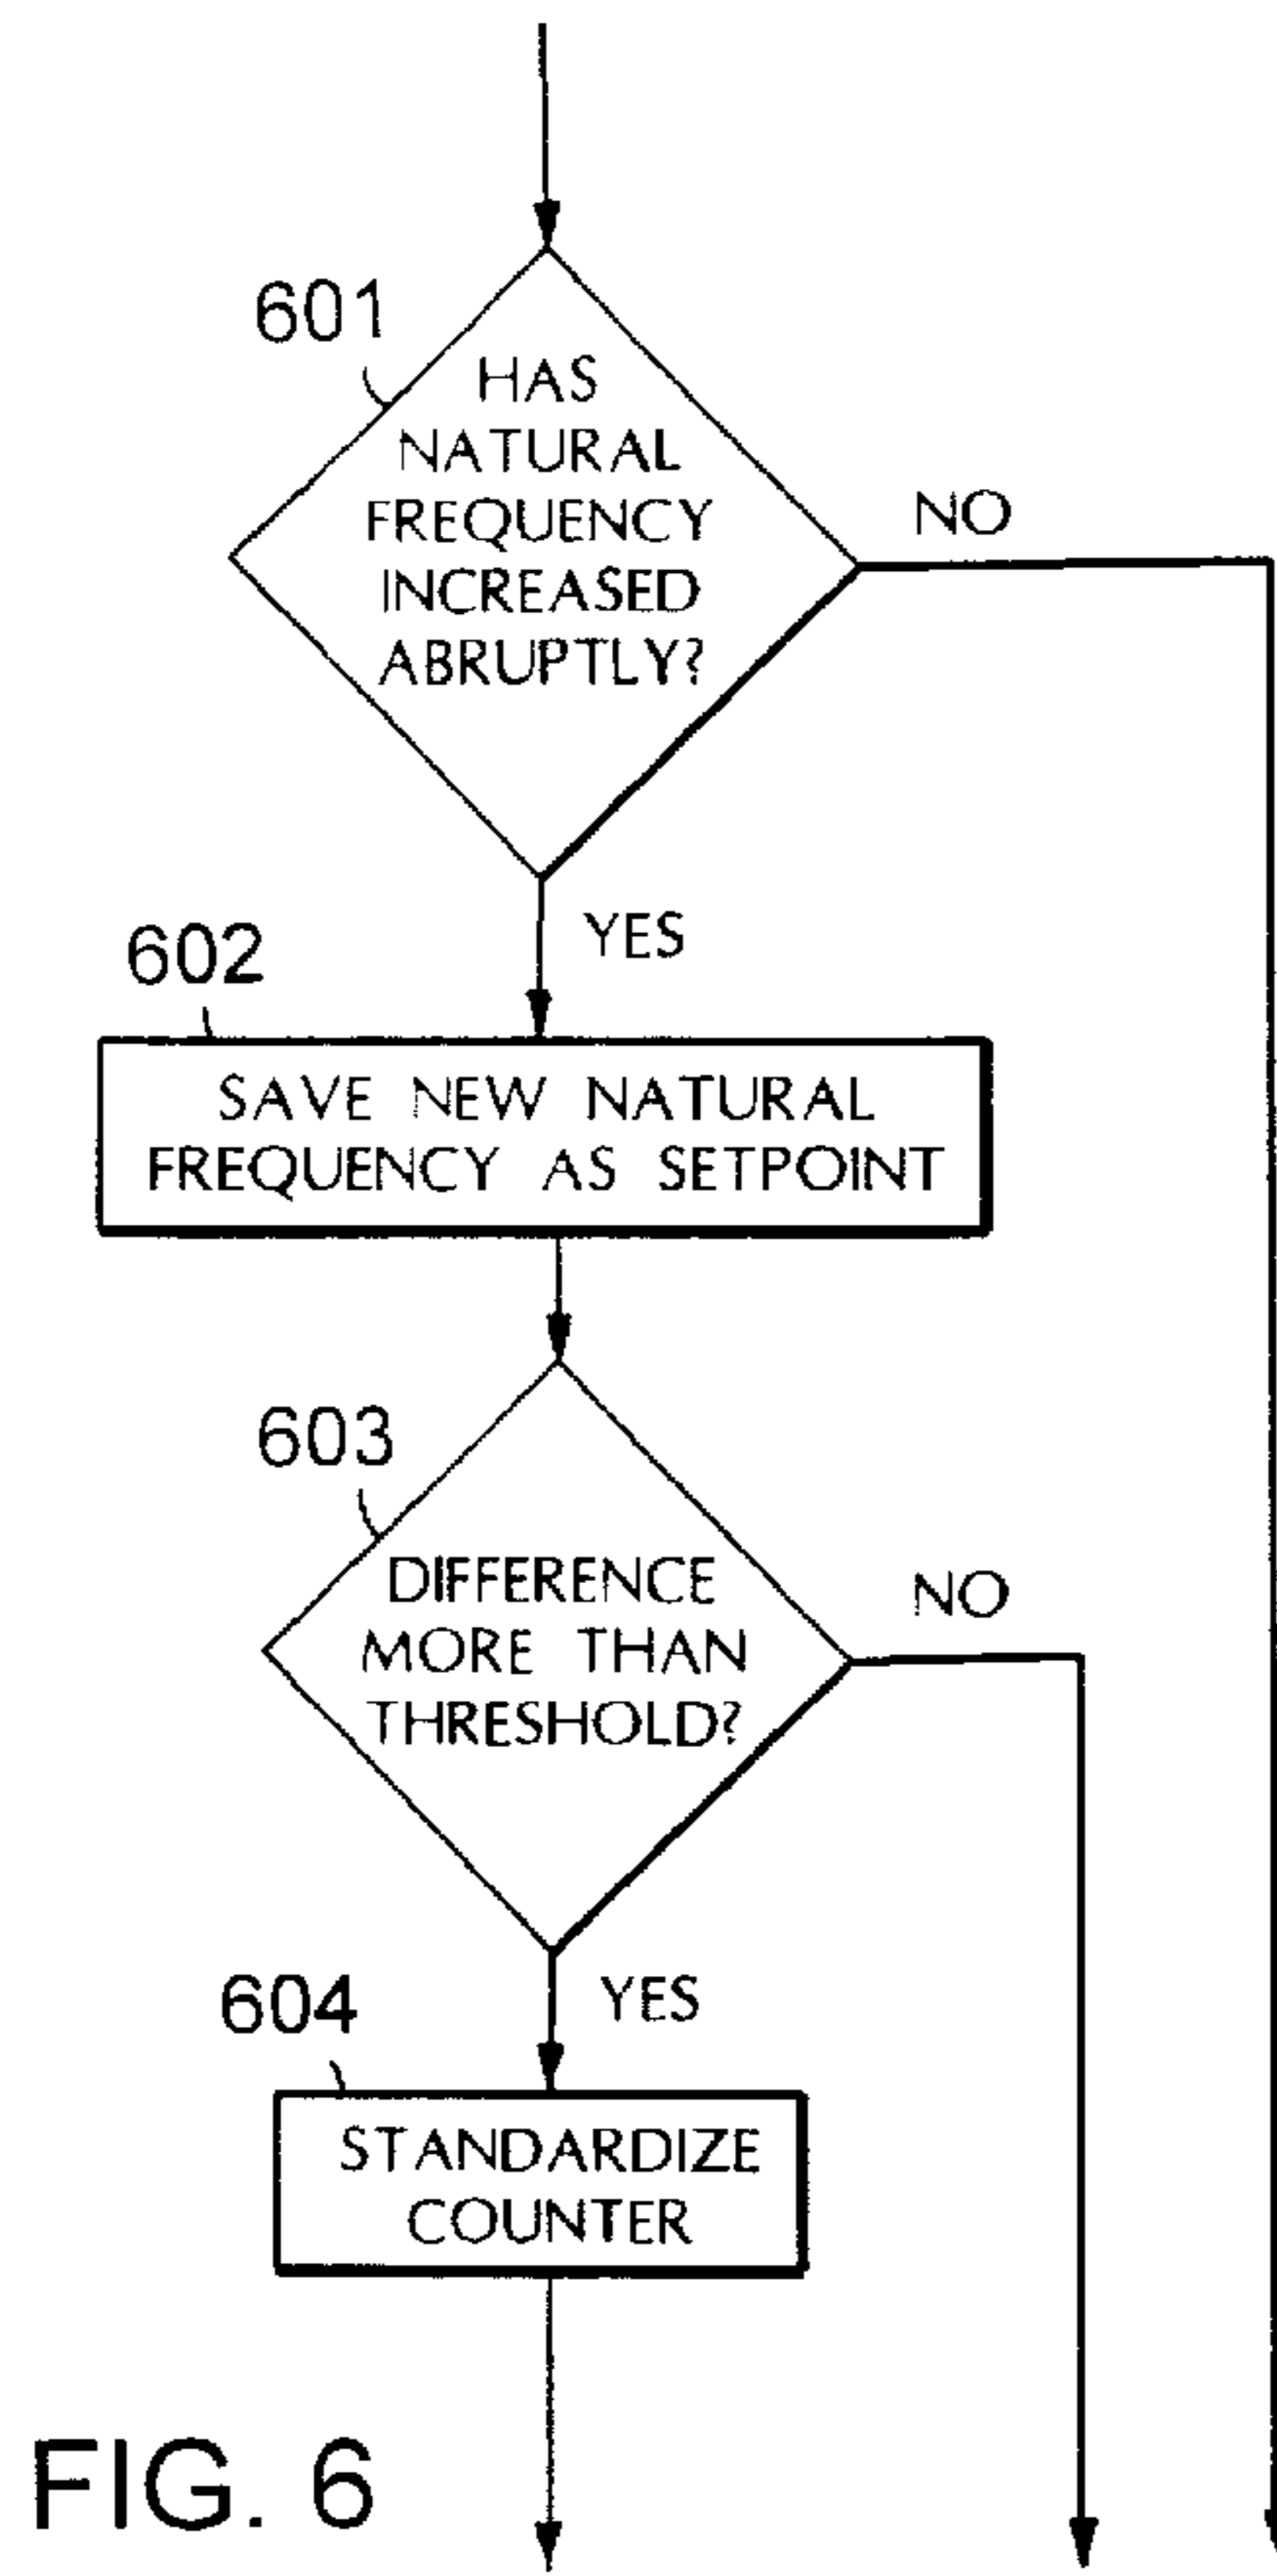 601
HAS
NATURAL
FREQUENCY
INCREASED
ABRUPTLY?
NO
YES
602
SAVE NEW NATURAL
FREQUENCY AS SETPOINT
603
DIFFERENCE
MORE THAN
THRESHOLD?
NO
YES
604
STANDARDIZE
COUNTER
FIG. 6